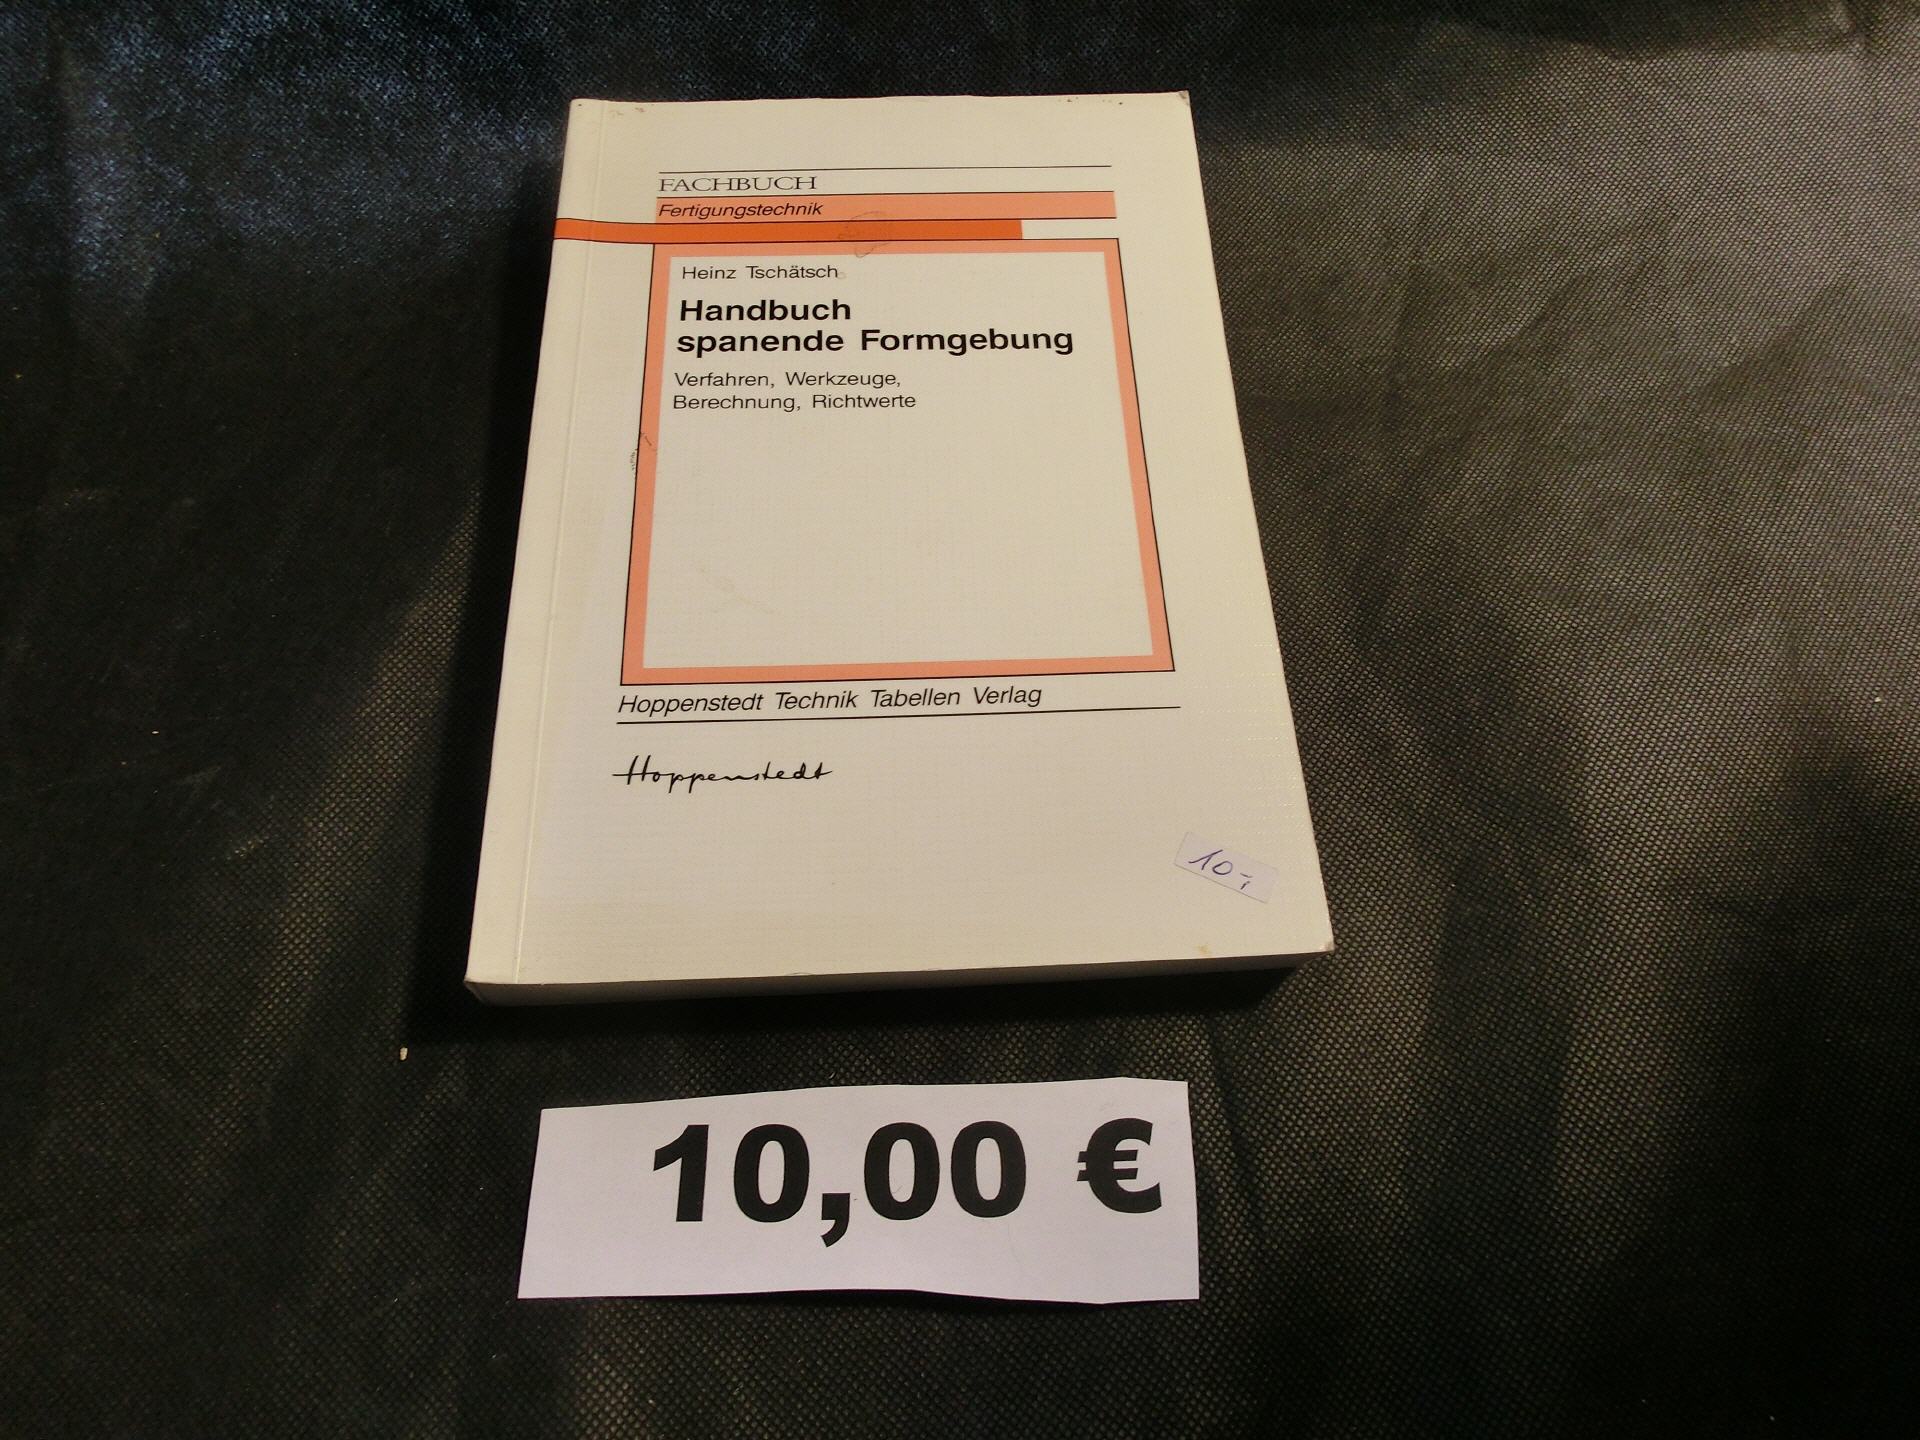 FACHBUCH
Fertigungstechnik
Heinz Tschätsch
Handbuch
spanende Formgebung
Verfahren, Werkzeuge,
Berechnung, Richtwerte
Hoppenstedt Technik Tabellen Verlag
Hoppenstedt
10,-
10,00 €